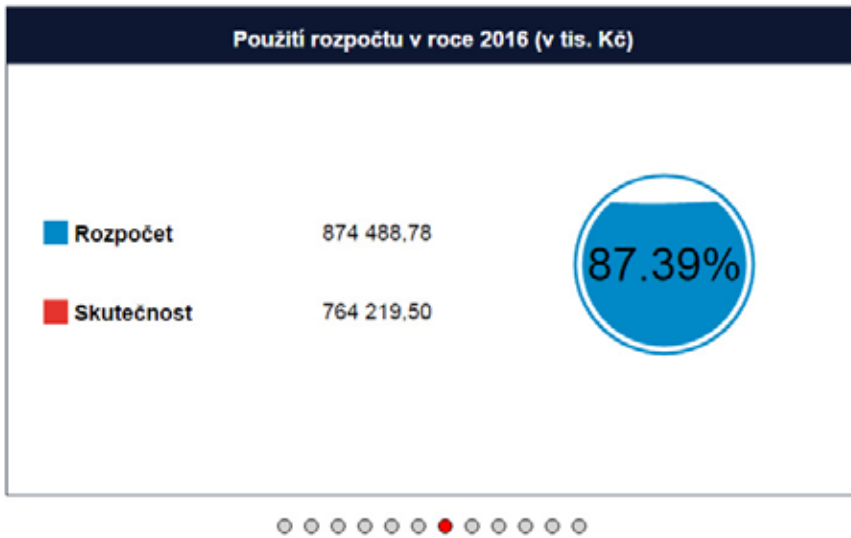 Použití rozpočtu v roce 2016 (v tis. Kč)
Rozpočet 874 488,78
87.39%
Skutečnost 764 219,50